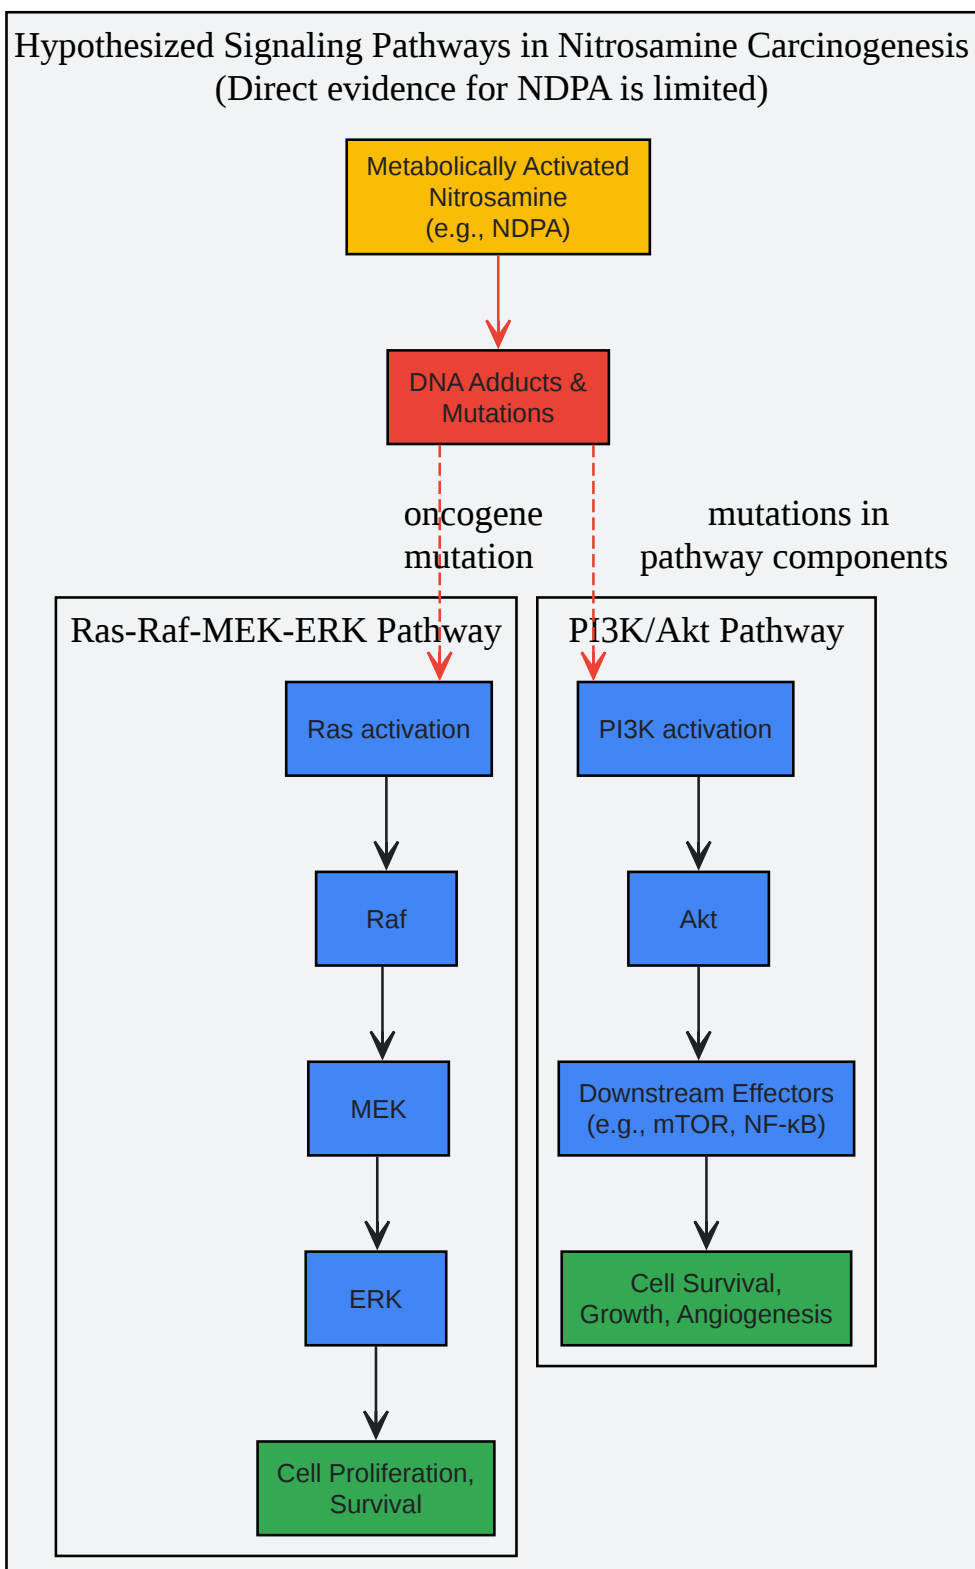 Hypothesized Signaling Pathways in Nitrosamine Carcinogenesis
(Direct evidence for NDPA is limited)
Metabolically Activated
Nitrosamine
(e.g., NDPA)
DNA Adducts &
Mutations
oncogene
mutation
mutations in
pathway components
Ras-Raf-MEK-ERK Pathway
Ras activation
Raf
MEK
ERK
Cell Proliferation,
Survival
PI3K/Akt Pathway
PI3K activation
Akt
Downstream Effectors
(e.g., mTOR, NF-κB)
Cell Survival,
Growth, Angiogenesis